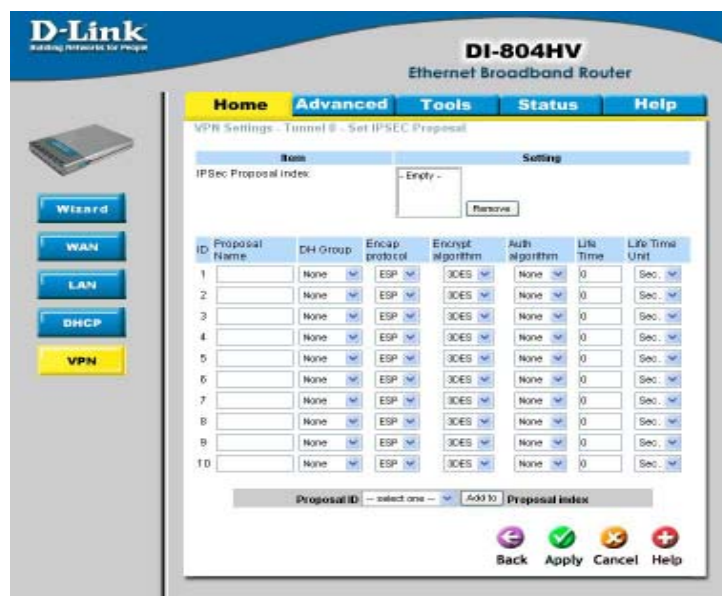 D-Link
Building Networks for People
DI-804HV
Ethernet Broadband Router
Home Advanced Tools Status Help
VPN Settings - Tunnel 0 - Set IPSEC Proposal
Item Setting
IPSec Proposal index - Empty -
Remove
Wizard
WAN
LAN
DHCP
VPN
ID Proposal Name DH Group Encap protocol Encrypt algorithm Auth algorithm Life Time Life Time Unit
1 None ESP 3DES None 0 Sec.
2 None ESP 3DES None 0 Sec.
3 None ESP 3DES None 0 Sec.
4 None ESP 3DES None 0 Sec.
5 None ESP 3DES None 0 Sec.
6 None ESP 3DES None 0 Sec.
7 None ESP 3DES None 0 Sec.
8 None ESP 3DES None 0 Sec.
9 None ESP 3DES None 0 Sec.
10 None ESP 3DES None 0 Sec.
Proposal ID -- select one -- Add to Proposal index
Back Apply Cancel Help